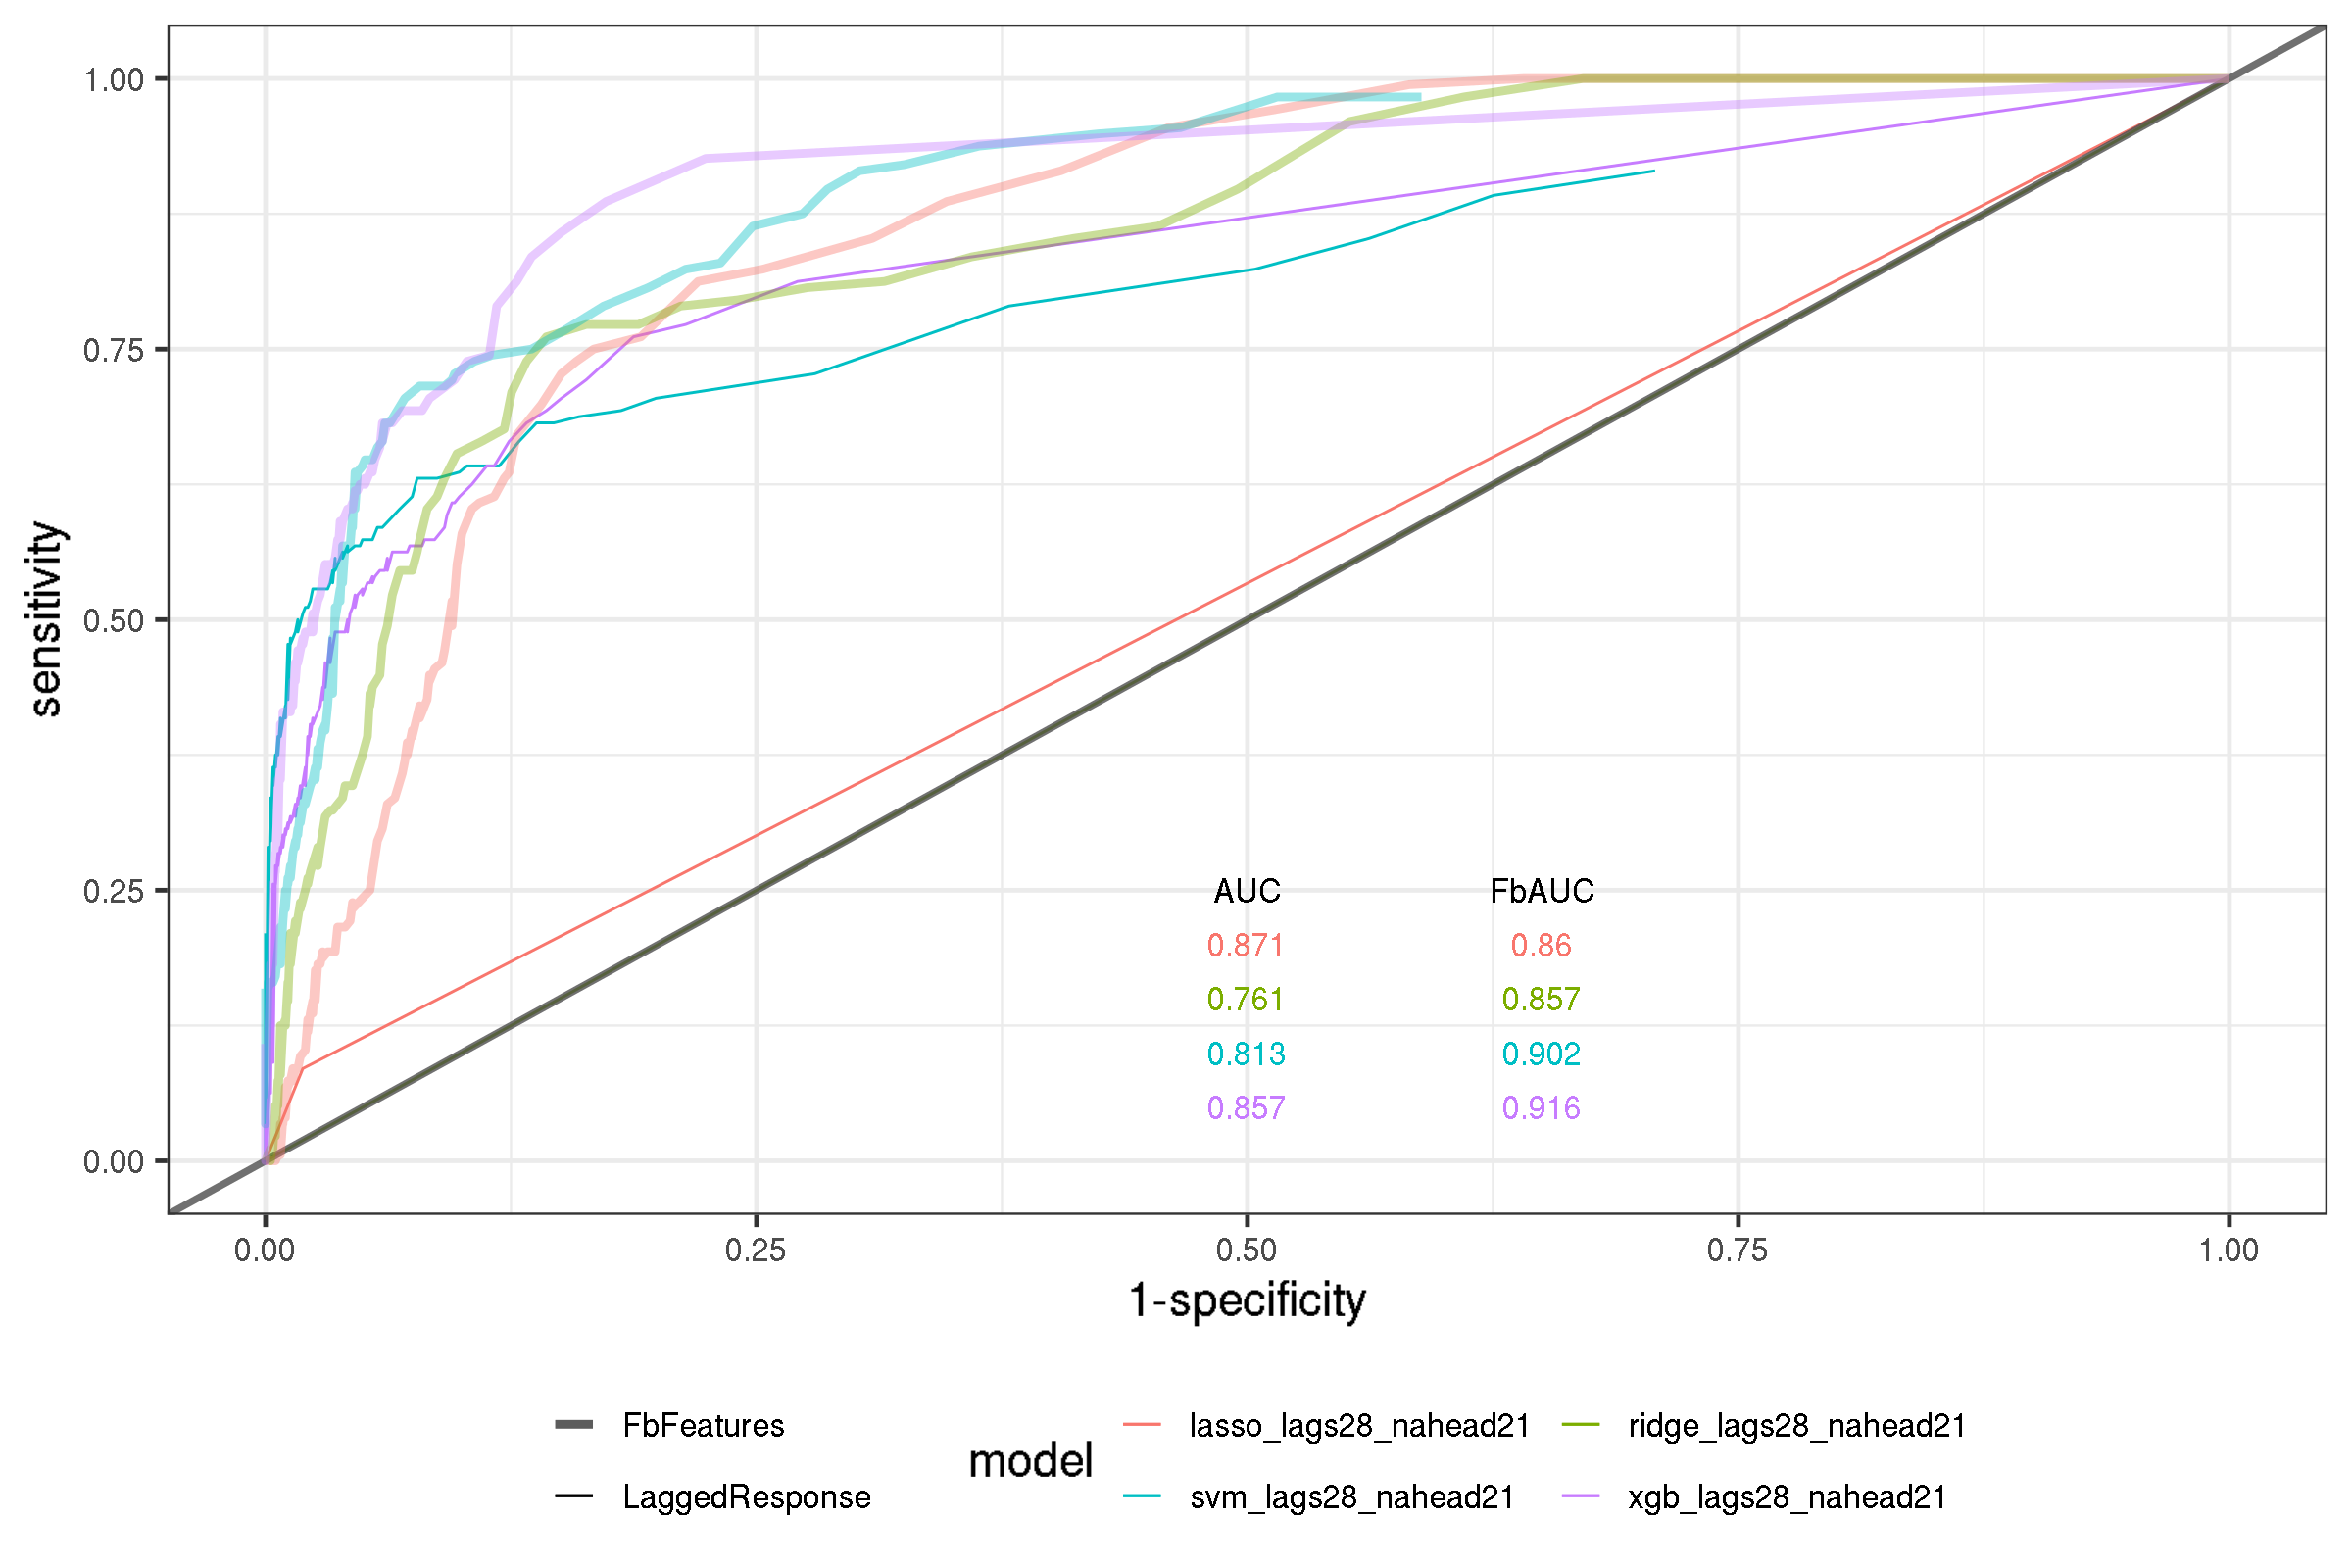 1.00
0.75
0.50
0.25
0.00
sensitivity
AUC FbAUC
0.871 0.86
0.761 0.857
0.813 0.902
0.857 0.916
0.00 0.25 0.50 0.75 1.00
1-specificity
FbFeatures
LaggedResponse
model
lasso_lags28_nahead21 ridge_lags28_nahead21
svm_lags28_nahead21 xgb_lags28_nahead21